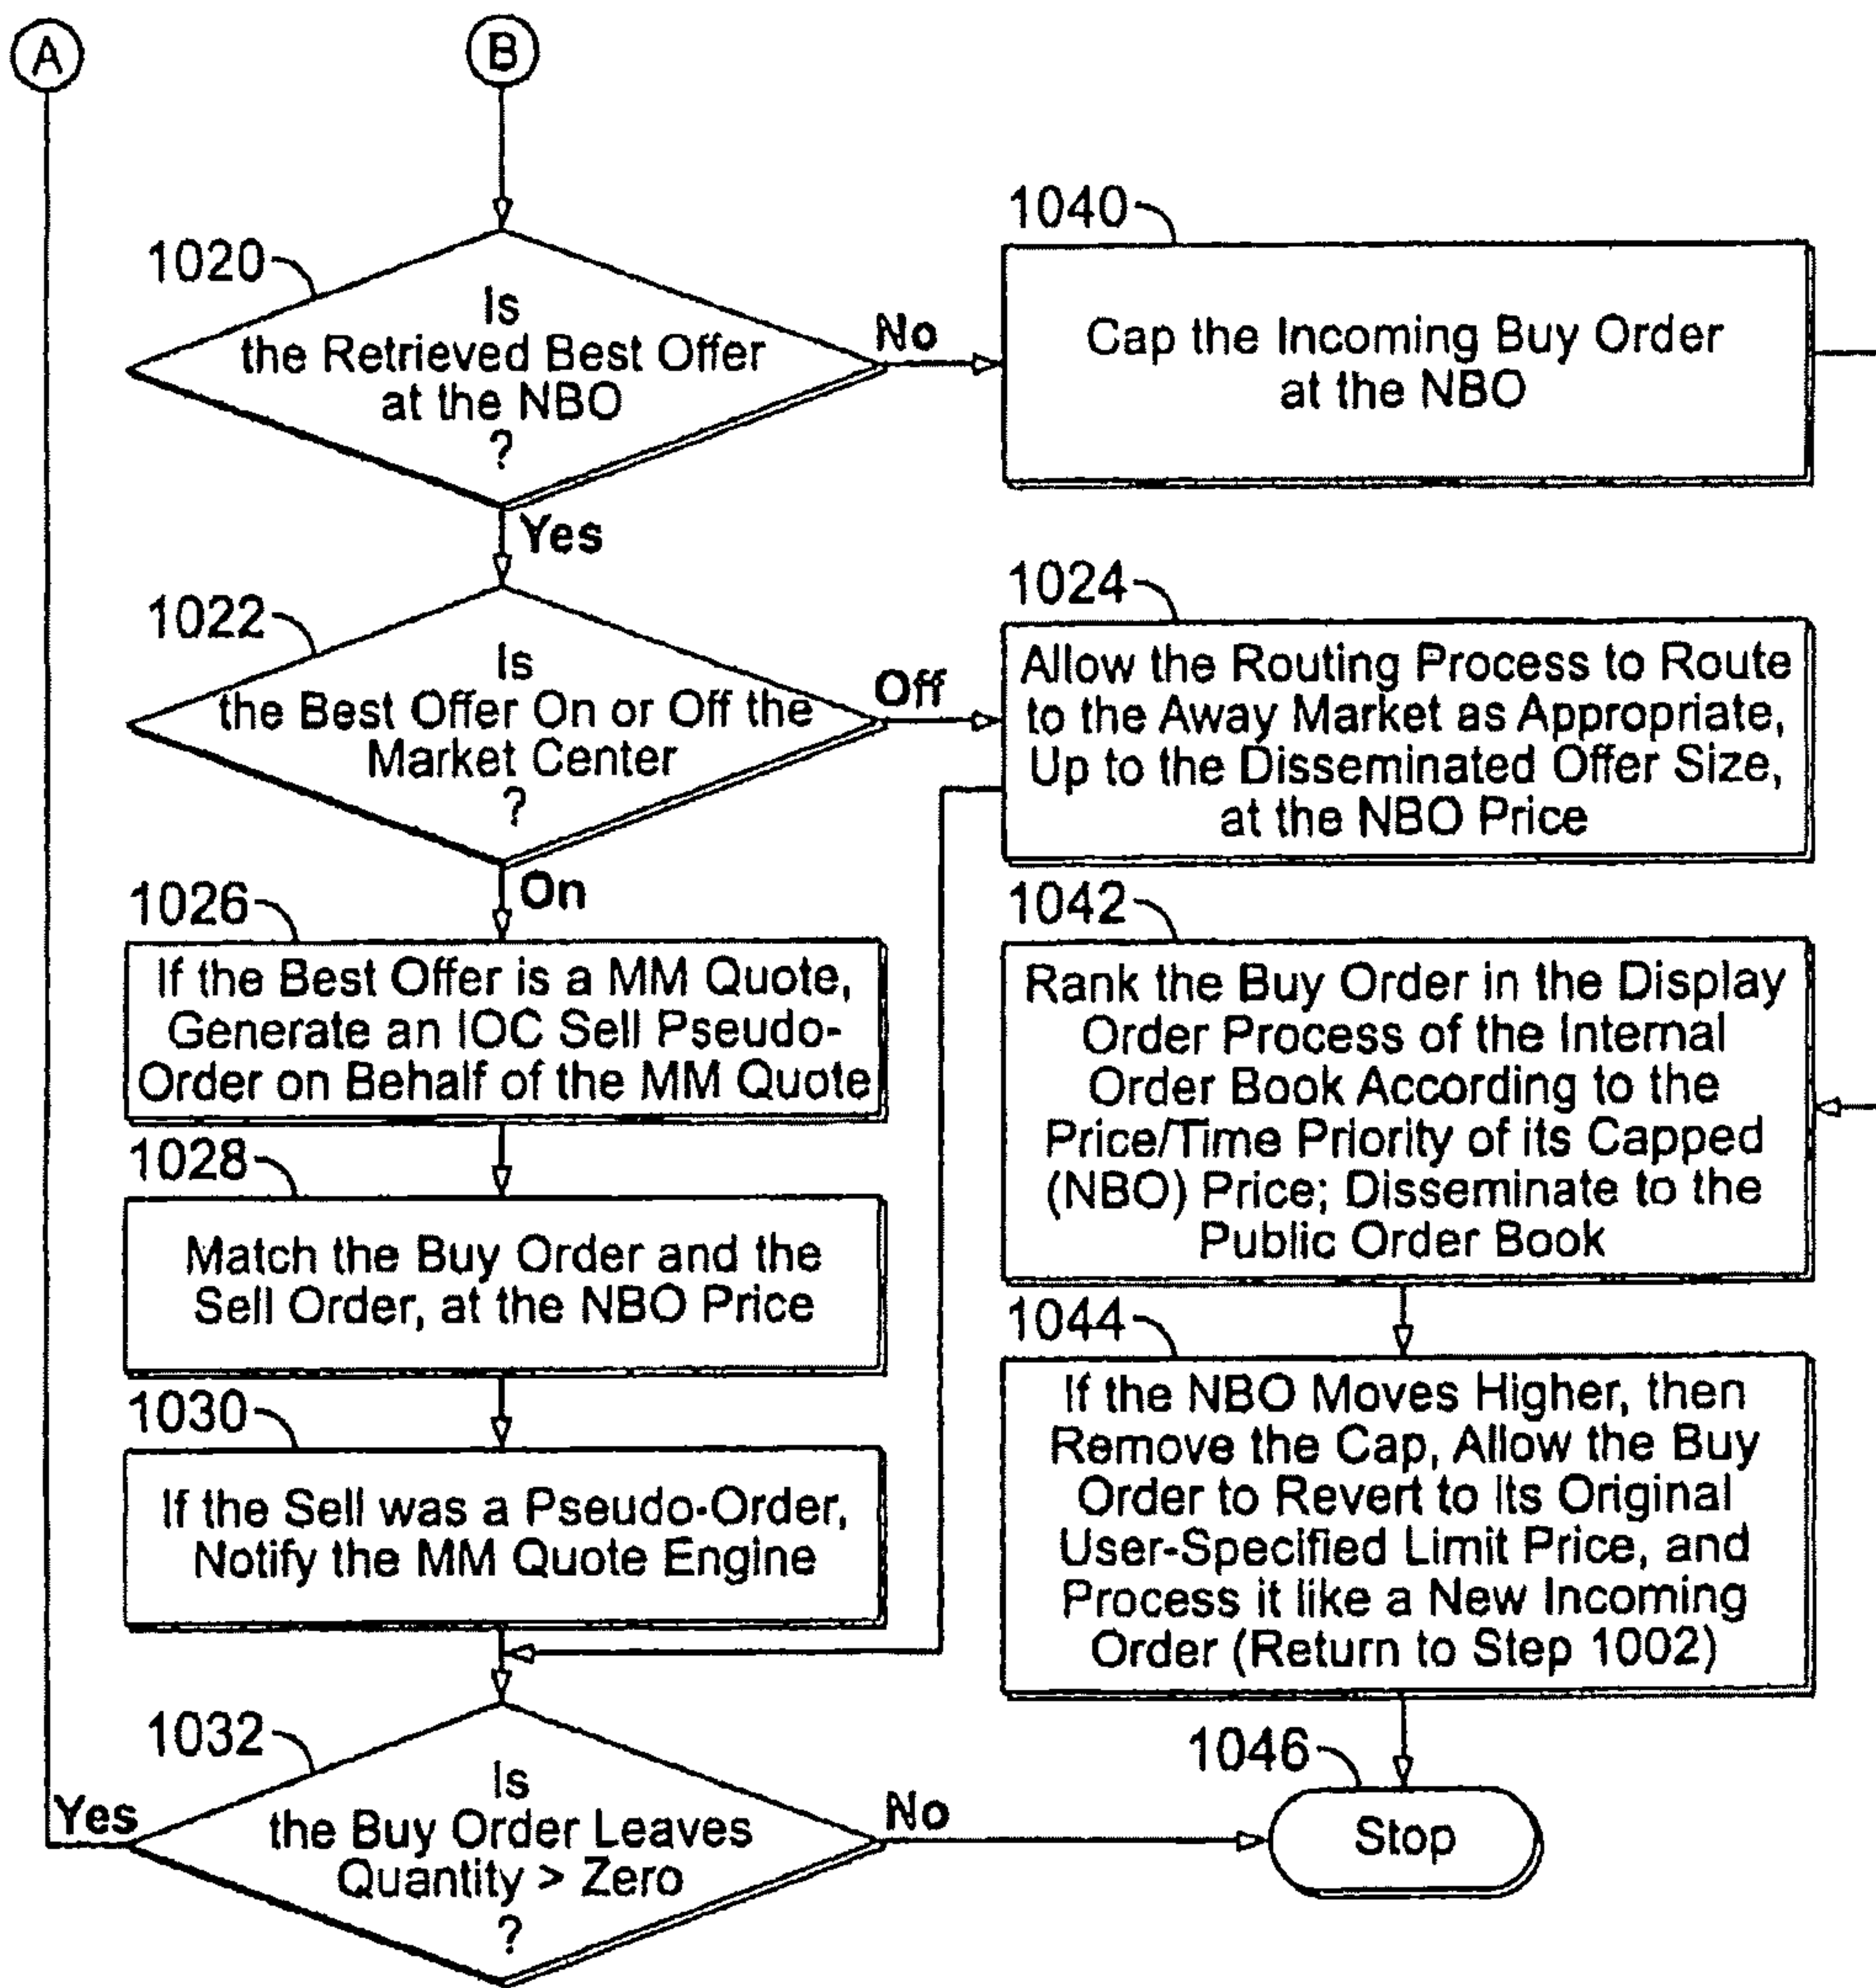 A
B
1020
Is
the Retrieved Best Offer
at the NBO
?
No
Yes
1040
Cap the Incoming Buy Order
at the NBO
1022
Is
the Best Offer On or Off the
Market Center
?
Off
On
1024
Allow the Routing Process to Route
to the Away Market as Appropriate,
Up to the Disseminated Offer Size,
at the NBO Price
1026
If the Best Offer is a MM Quote,
Generate an IOC Sell Pseudo-
Order on Behalf of the MM Quote
1042
Rank the Buy Order in the Display
Order Process of the Internal
Order Book According to the
Price/Time Priority of its Capped
(NBO) Price; Disseminate to the
Public Order Book
1028
Match the Buy Order and the
Sell Order, at the NBO Price
1044
If the NBO Moves Higher, then
Remove the Cap, Allow the Buy
Order to Revert to Its Original
User-Specified Limit Price, and
Process it like a New Incoming
Order (Return to Step 1002)
1030
If the Sell was a Pseudo-Order,
Notify the MM Quote Engine
1032
Is
the Buy Order Leaves
Quantity > Zero
?
Yes
No
1046
Stop